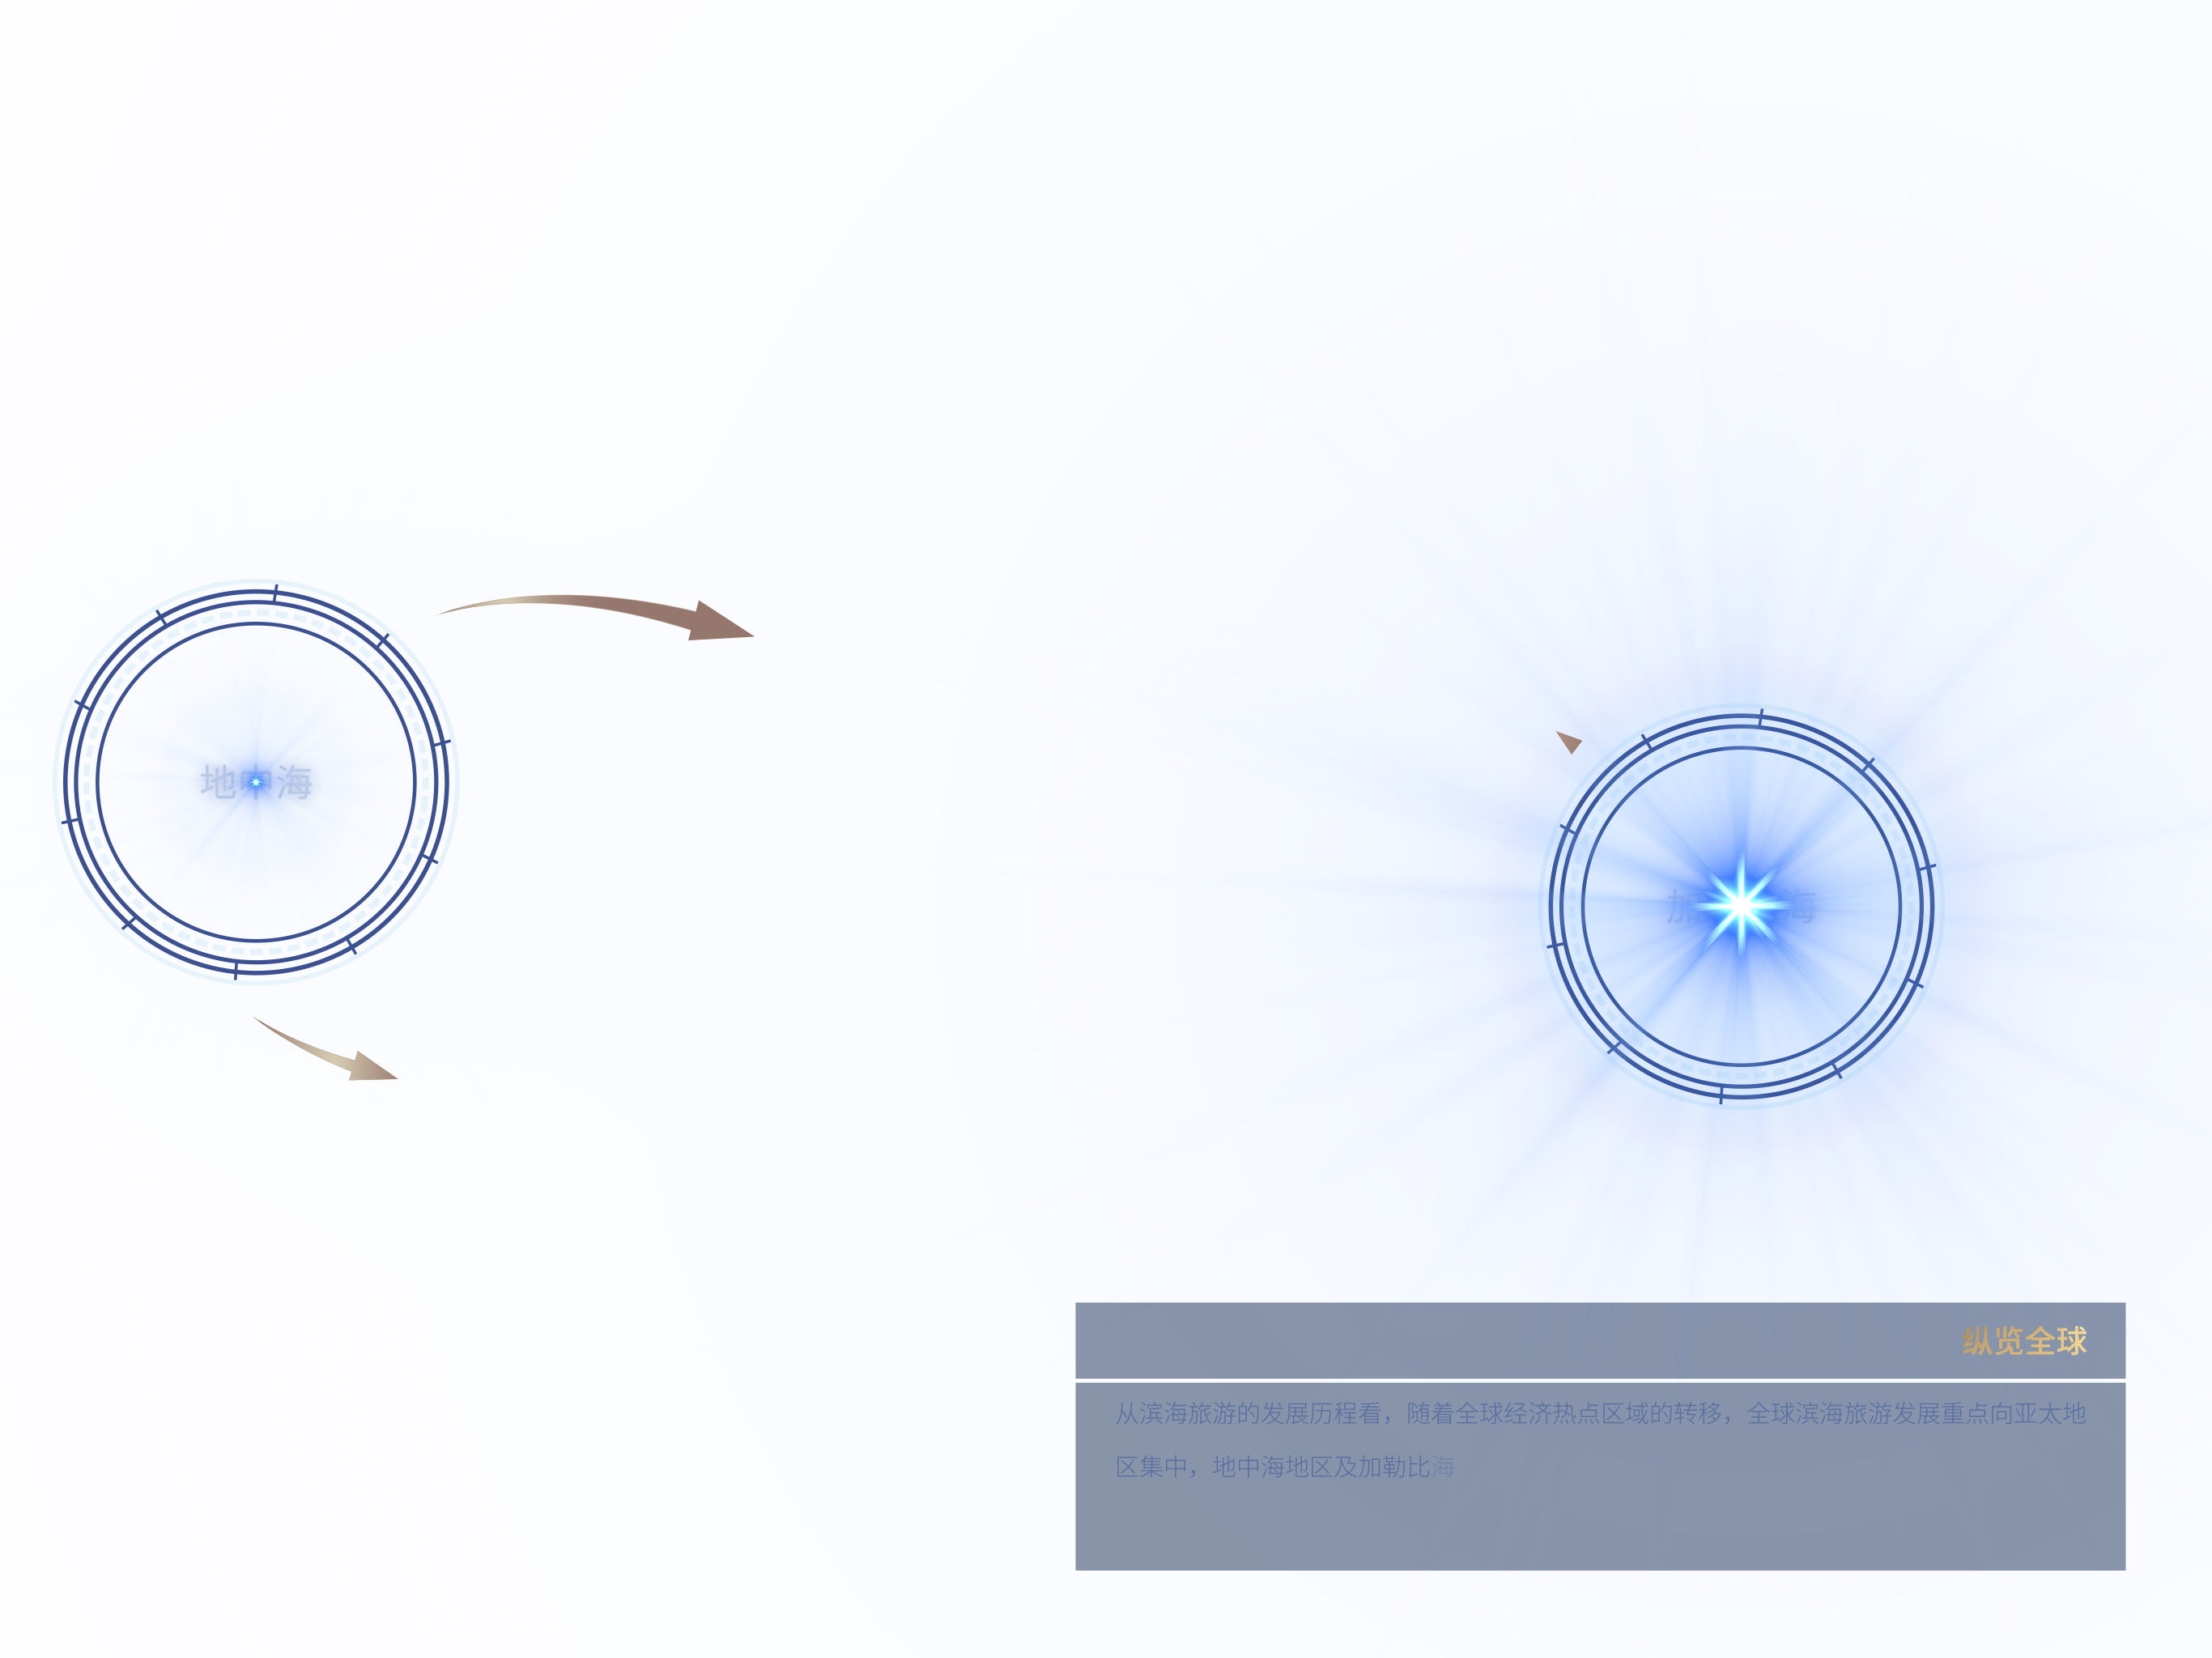 地中海
加 海
纵览全球
从滨海旅游的发展历程看，随着全球经济热点区域的转移，全球滨海旅游发展重点向亚太地
区集中，地中海地区及加勒比海